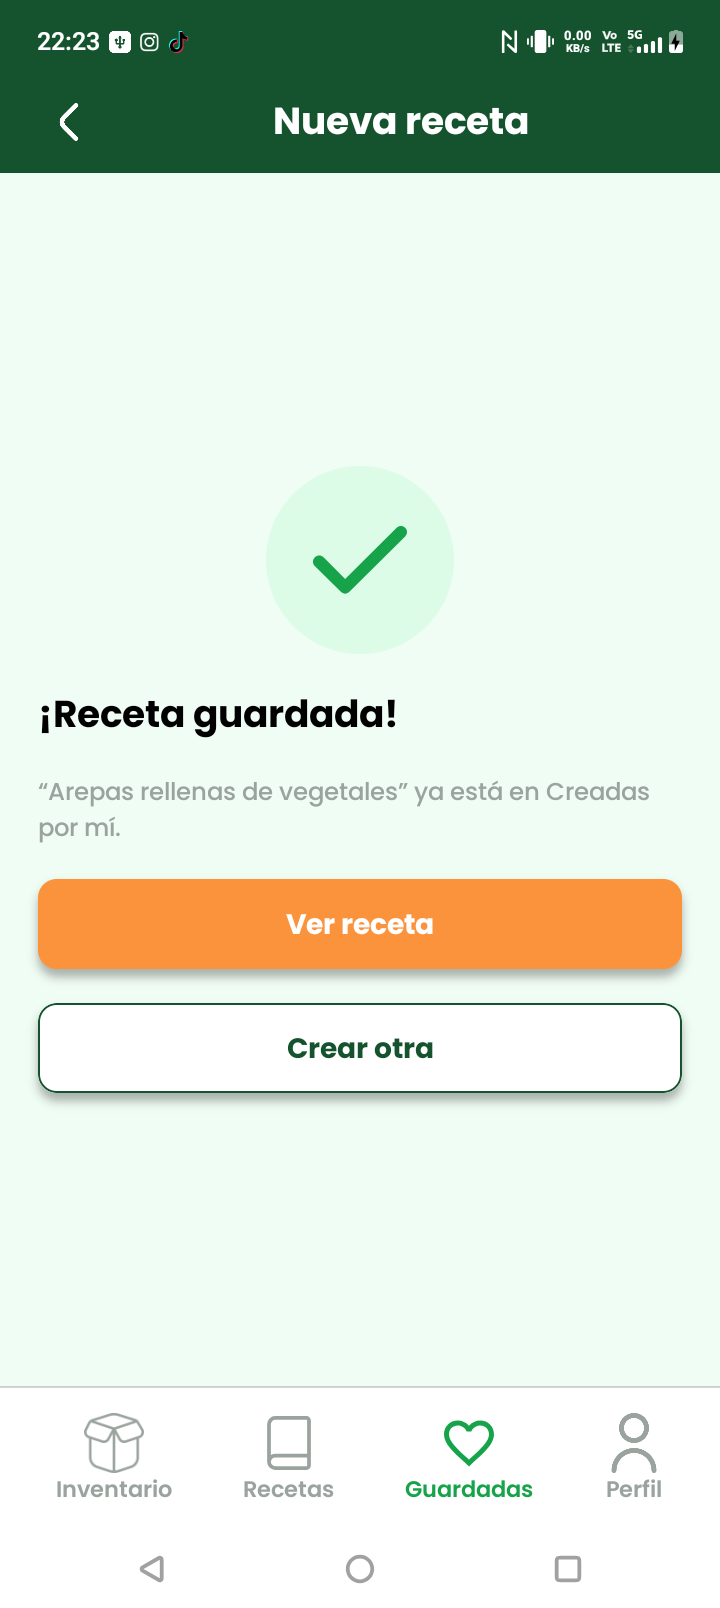 22:23
0.00 KB/s
Vo LTE
5G
Nueva receta
¡Receta guardada!
“Arepas rellenas de vegetales” ya está en Creadas
por mí.
Ver receta
Crear otra
Inventario
Recetas
Guardadas
Perfil